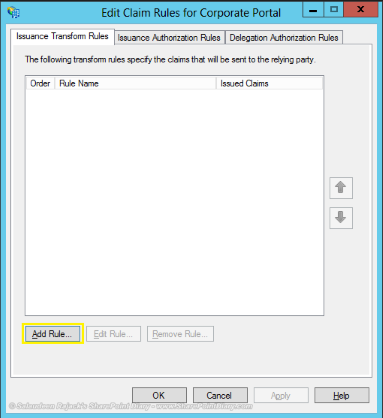 Edit Claim Rules for Corporate Portal
Issuance Transform Rules Issuance Authorization Rules Delegation Authorization Rules
The following transform rules specify the claims that will be sent to the relying party.
Order Rule Name Issued Claims
Add Rule... Edit Rule... Remove Rule...
© Salaudeen Rajack's SharePoint Diary - www.SharePointDiary.com
OK Cancel Apply Help